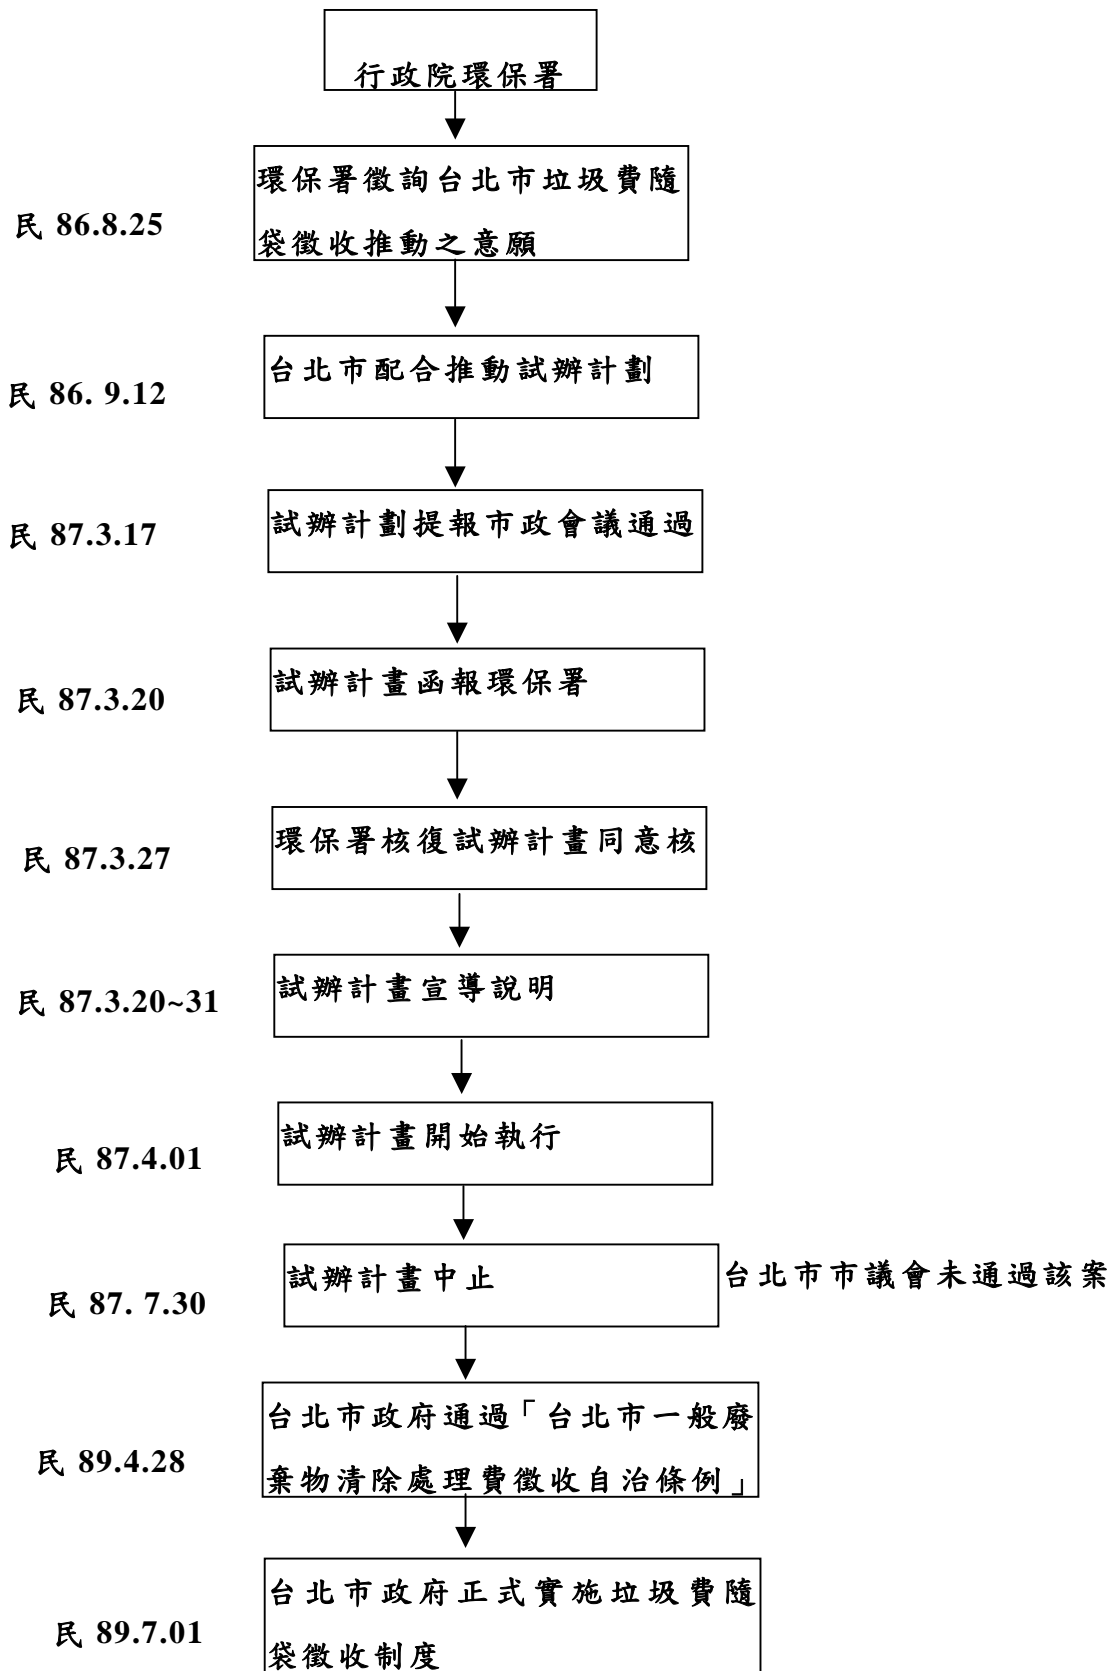 行政院環保署
環保署徵詢台北市垃圾費隨
袋徵收推動之意願
民 86.8.25
台北市配合推動試辦計劃
民 86. 9.12
試辦計劃提報市政會議通過
民 87.3.17
試辦計畫函報環保署
民 87.3.20
環保署核復試辦計畫同意核
民 87.3.27
試辦計畫宣導說明
民 87.3.20~31
試辦計畫開始執行
民 87.4.01
試辦計畫中止
台北市市議會未通過該案
民 87. 7.30
台北市政府通過「台北市一般廢
棄物清除處理費徵收自治條例」
民 89.4.28
台北市政府正式實施垃圾費隨
袋徵收制度
民 89.7.01